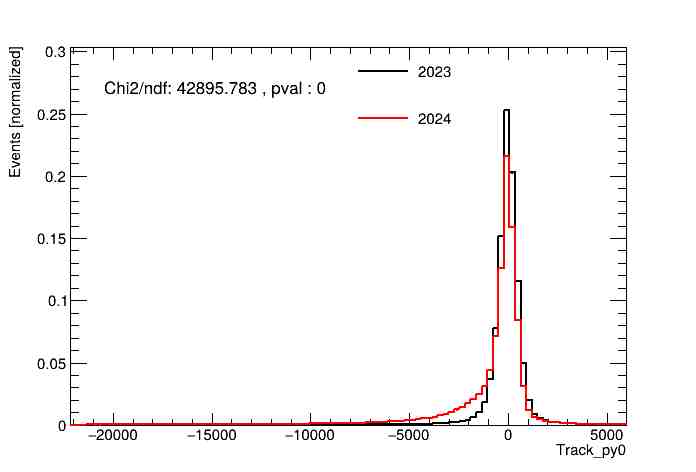 0.3
Events [normalized]
2023
Chi2/ndf: 42895.783 , pval : 0
2024
0.25
0.2
0.15
0.1
0.05
0
−20000 −15000 −10000 −5000 0 5000
Track_py0